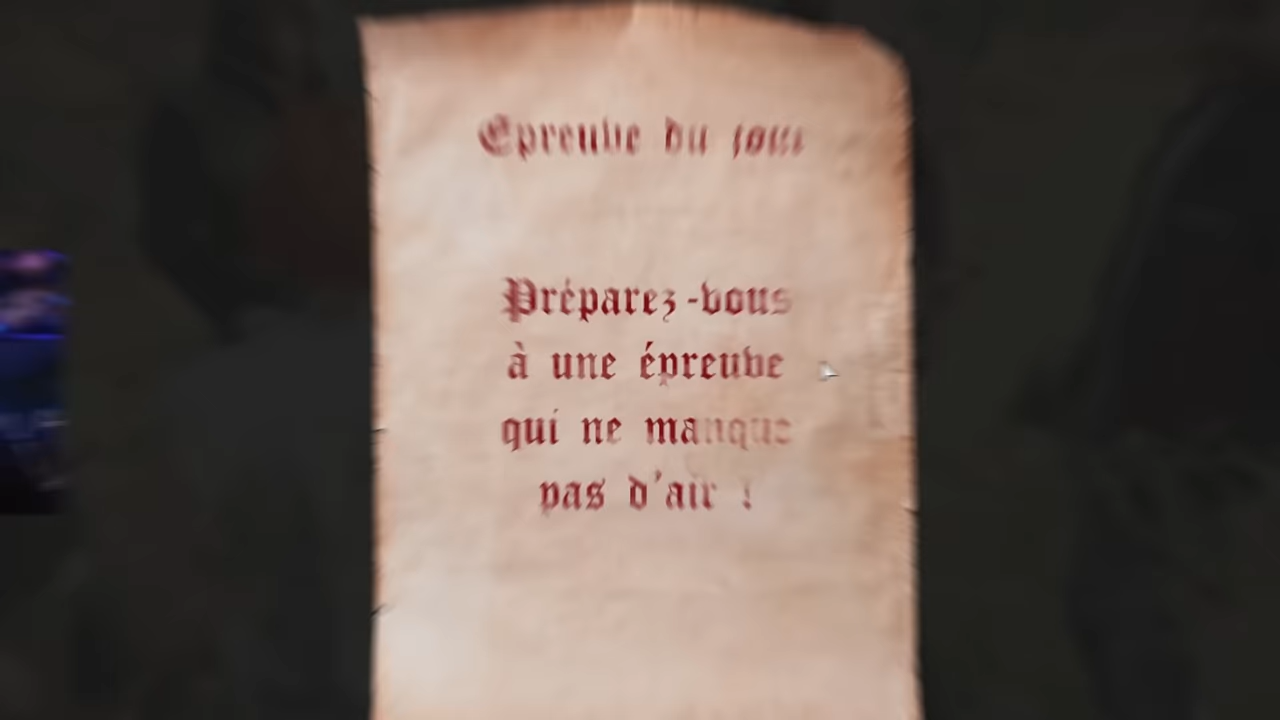 Epreuve du jour
Préparez-vous
à une épreuve
qui ne manque
pas d'air !